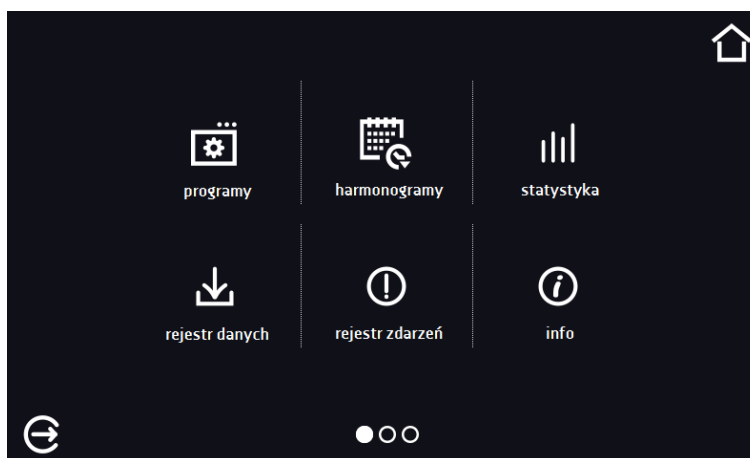 programy
harmonogramy
statystyka
rejestr danych
rejestr zdarzeń
info